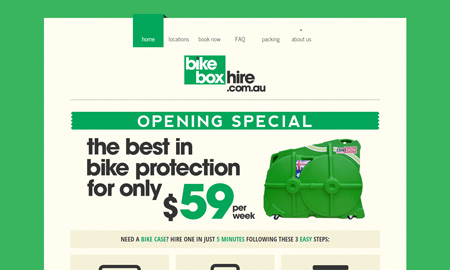 home locations book now FAQ packing about us
bike
box hire
.com.au
OPENING SPECIAL
the best in
bike protection
for only
$59 per
week
NEED A BIKE CASE? HIRE ONE IN JUST 5 MINUTES FOLLOWING THESE 3 EASY STEPS: